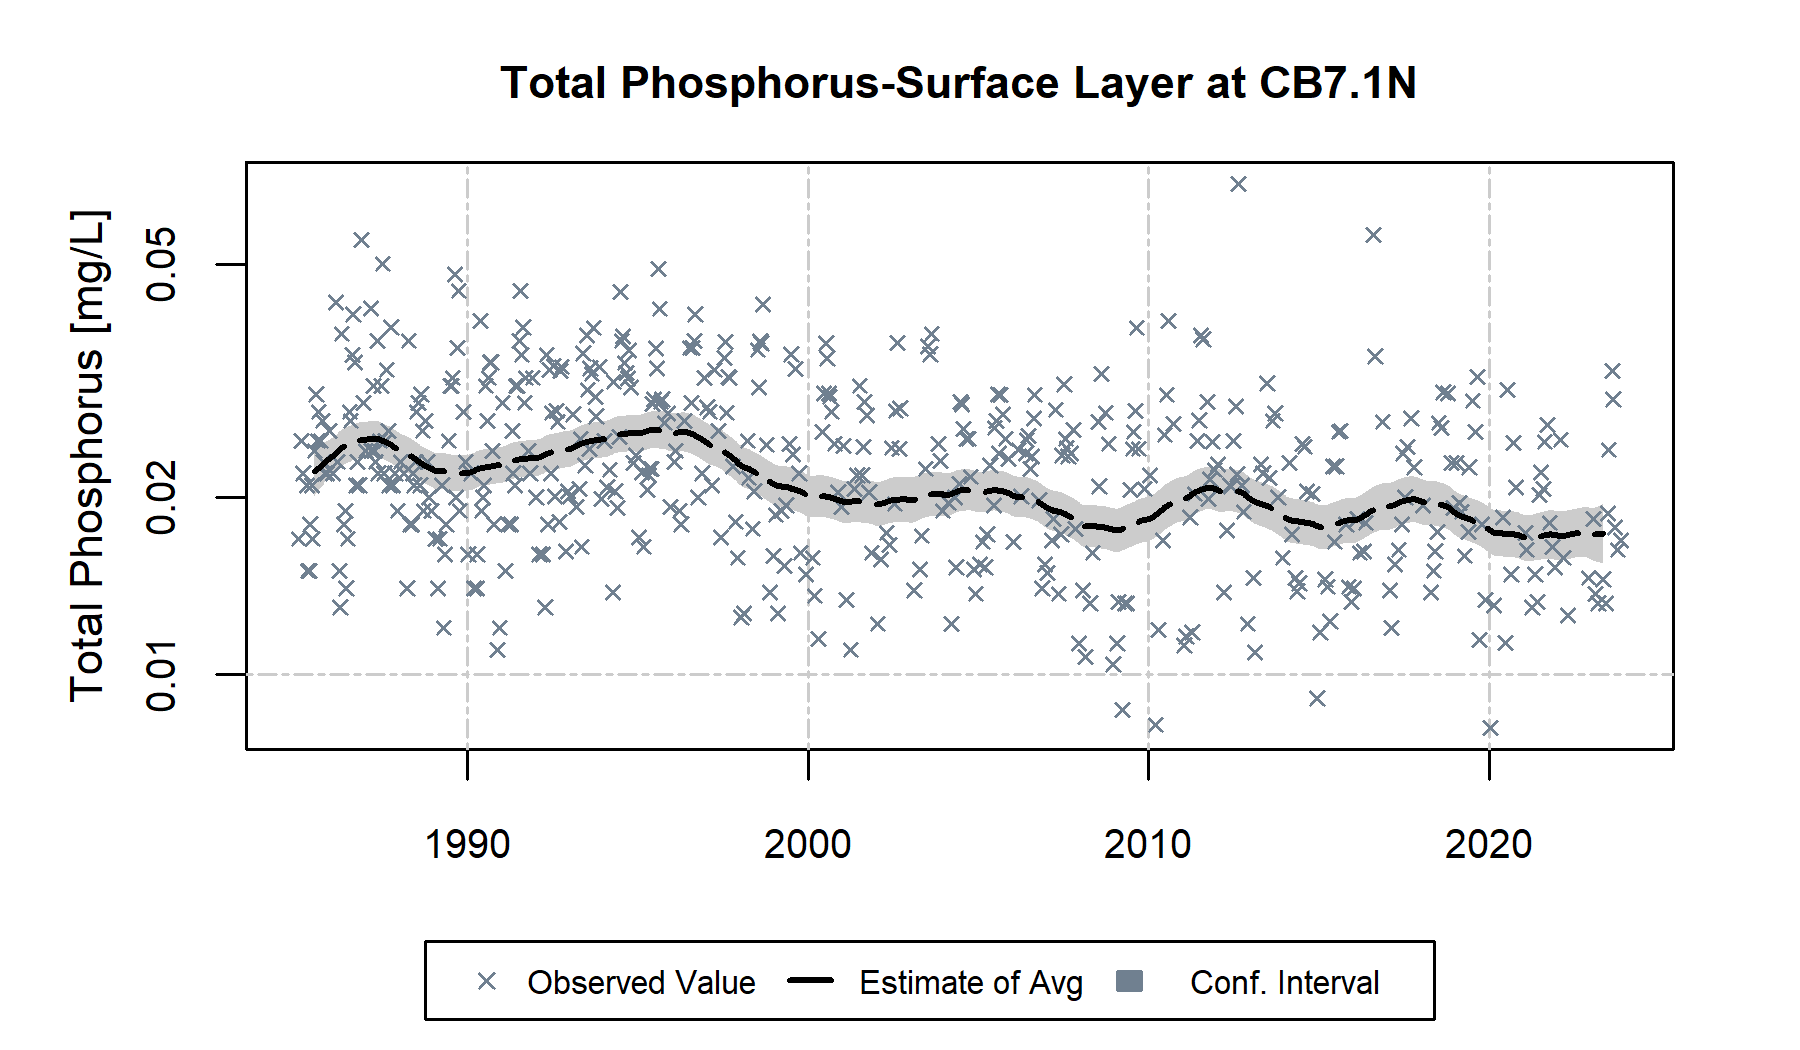 Total Phosphorus-Surface Layer at CB7.1N
Total Phosphorus [mg/L]
0.05
0.02
0.01
1990 2000 2010 2020
Observed Value Estimate of Avg Conf. Interval